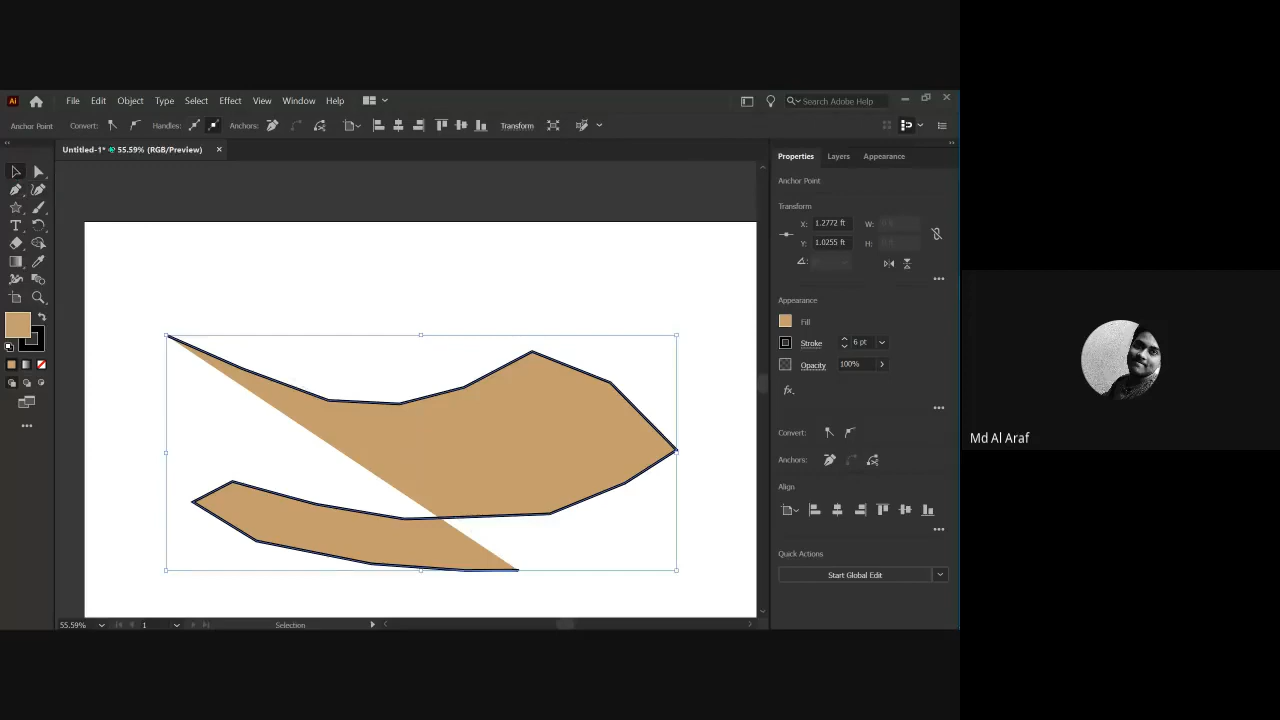 Ai File Edit Object Type Select Effect View Window Help Search Adobe Help
Anchor Point Convert: Handles: Anchors: Transform
Untitled-1* @ 55.59% (RGB/Preview) ×
Properties Layers Appearance
Anchor Point
Transform
X: 1.2772 ft W:
Y: 1.0255 ft H:
Appearance
Fill
Stroke 6 pt
Opacity 100%
fx.
Convert:
Anchors:
Align
Quick Actions
Start Global Edit
55.59% 1 Selection
T
Md Al Araf